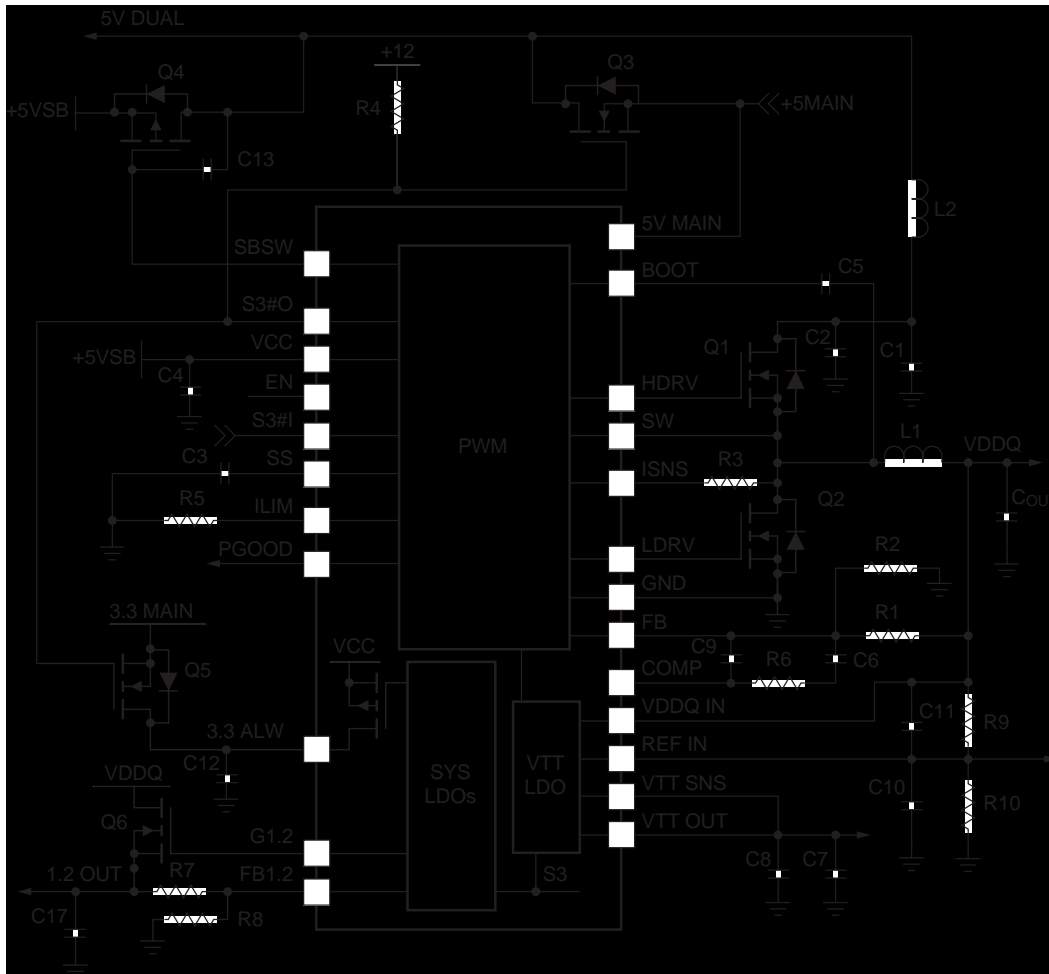 5V DUAL
+12
Q4
Q3
+5VSB
R4
+5MAIN
C13
L2
5V MAIN
SBSW
BOOT
C5
S3#O
VCC
+5VSB
C4
Q1
C2
C1
EN
HDRV
S3#I
SW
L1
VDDQ
PWM
C3
SS
ISNS
R3
R5
ILIM
Q2
PGOOD
LDRV
R2
GND
3.3 MAIN
FB
R1
VCC
C9
Q5
COMP
R6
C6
VDDQ IN
C11
R9
3.3 ALW
REF IN
C12
SYS
LDOs
VTT
LDO
VDDQ
VTT SNS
C10
R10
Q6
G1.2
VTT OUT
1.2 OUT
R7
FB1.2
S3
C8
C7
C17
R8